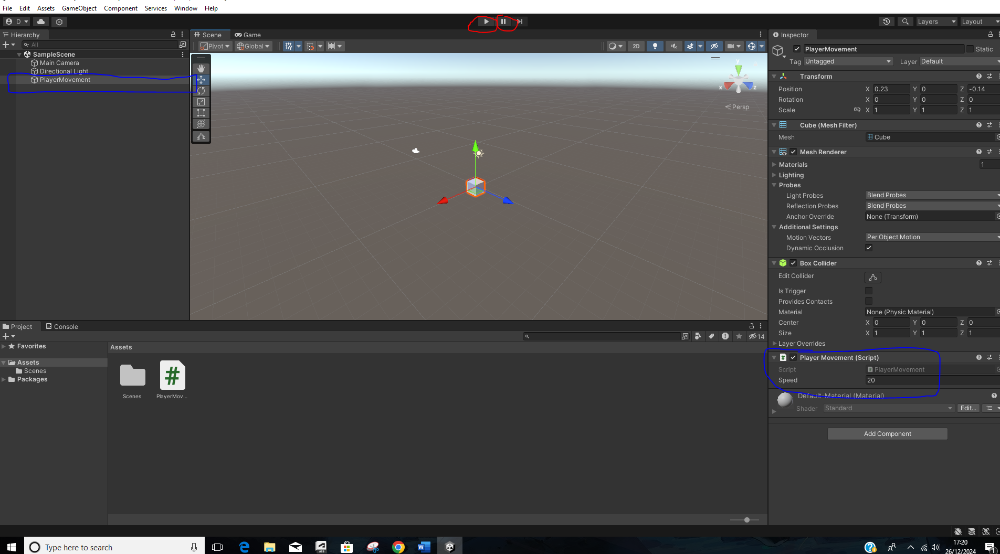 File Edit Assets GameObject Component Services Window Help
D
Layers Layout
Hierarchy
All
SampleScene
Main Camera
Directional Light
PlayerMovement
Scene Game
Pivot Global 2D
y
x z
Persp
Inspector
PlayerMovement Static
Tag Untagged Layer Default
Transform
Position X 0.23 Y 0 Z -0.14
Rotation X 0 Y 0 Z 0
Scale X 1 Y 1 Z 1
Cube (Mesh Filter)
Mesh Cube
Mesh Renderer
Materials 1
Lighting
Probes
Light Probes Blend Probes
Reflection Probes Blend Probes
Anchor Override None (Transform)
Additional Settings
Motion Vectors Per Object Motion
Dynamic Occlusion
Box Collider
Edit Collider
Is Trigger
Provides Contacts
Material None (Physic Material)
Center X 0 Y 0 Z 0
Size X 1 Y 1 Z 1
Layer Overrides
# Player Movement (Script)
Script PlayerMovement
Speed 20
Default-Material (Material)
Shader Standard Edit...
Add Component
Project Console
14
Favorites
Assets
Scenes
Packages
Assets
#
Scenes PlayerMov...
Type here to search
ACS
17:20
26/12/2024
1